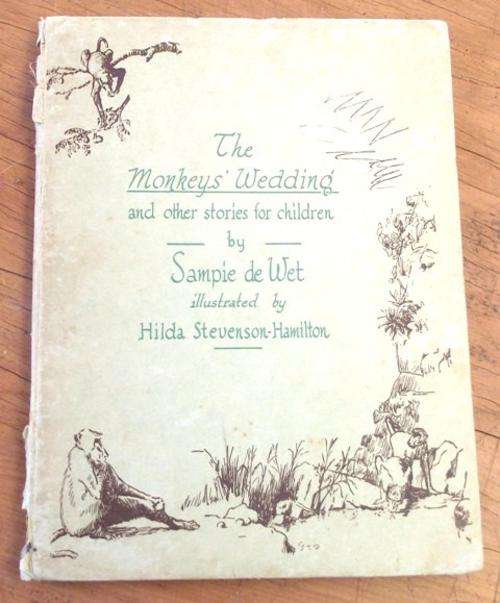 The
Monkeys' Wedding
and other stories for children
by
Sampie de Wet
illustrated by
Hilda Stevenson-Hamilton